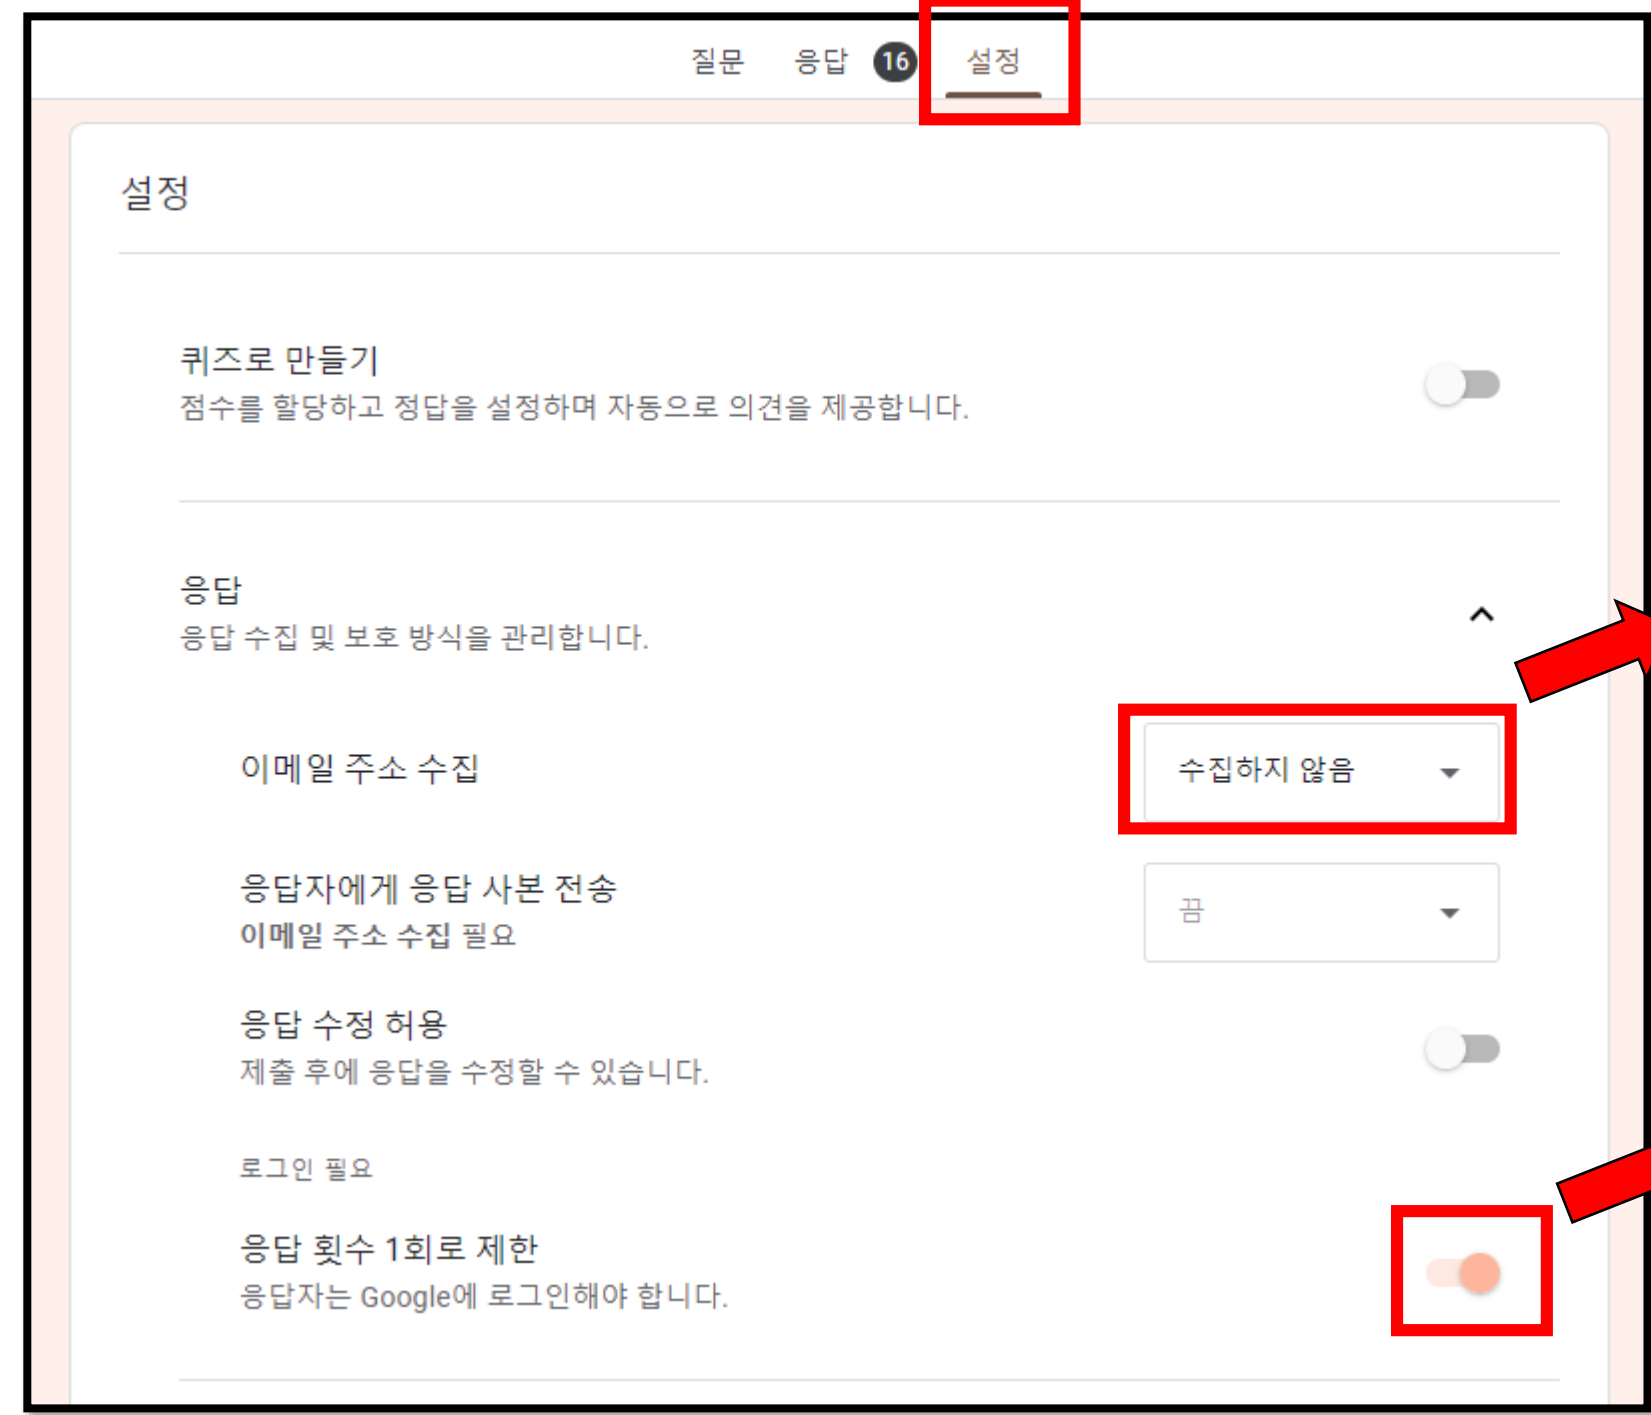 질문 응답 16 설정
설정
퀴즈로 만들기
점수를 할당하고 정답을 설정하며 자동으로 의견을 제공합니다.
응답
응답 수집 및 보호 방식을 관리합니다.
이메일 주소 수집
수집하지 않음
응답자에게 응답 사본 전송
이메일 주소 수집 필요
끔
응답 수정 허용
제출 후에 응답을 수정할 수 있습니다.
로그인 필요
응답 횟수 1회로 제한
응답자는 Google에 로그인해야 합니다.